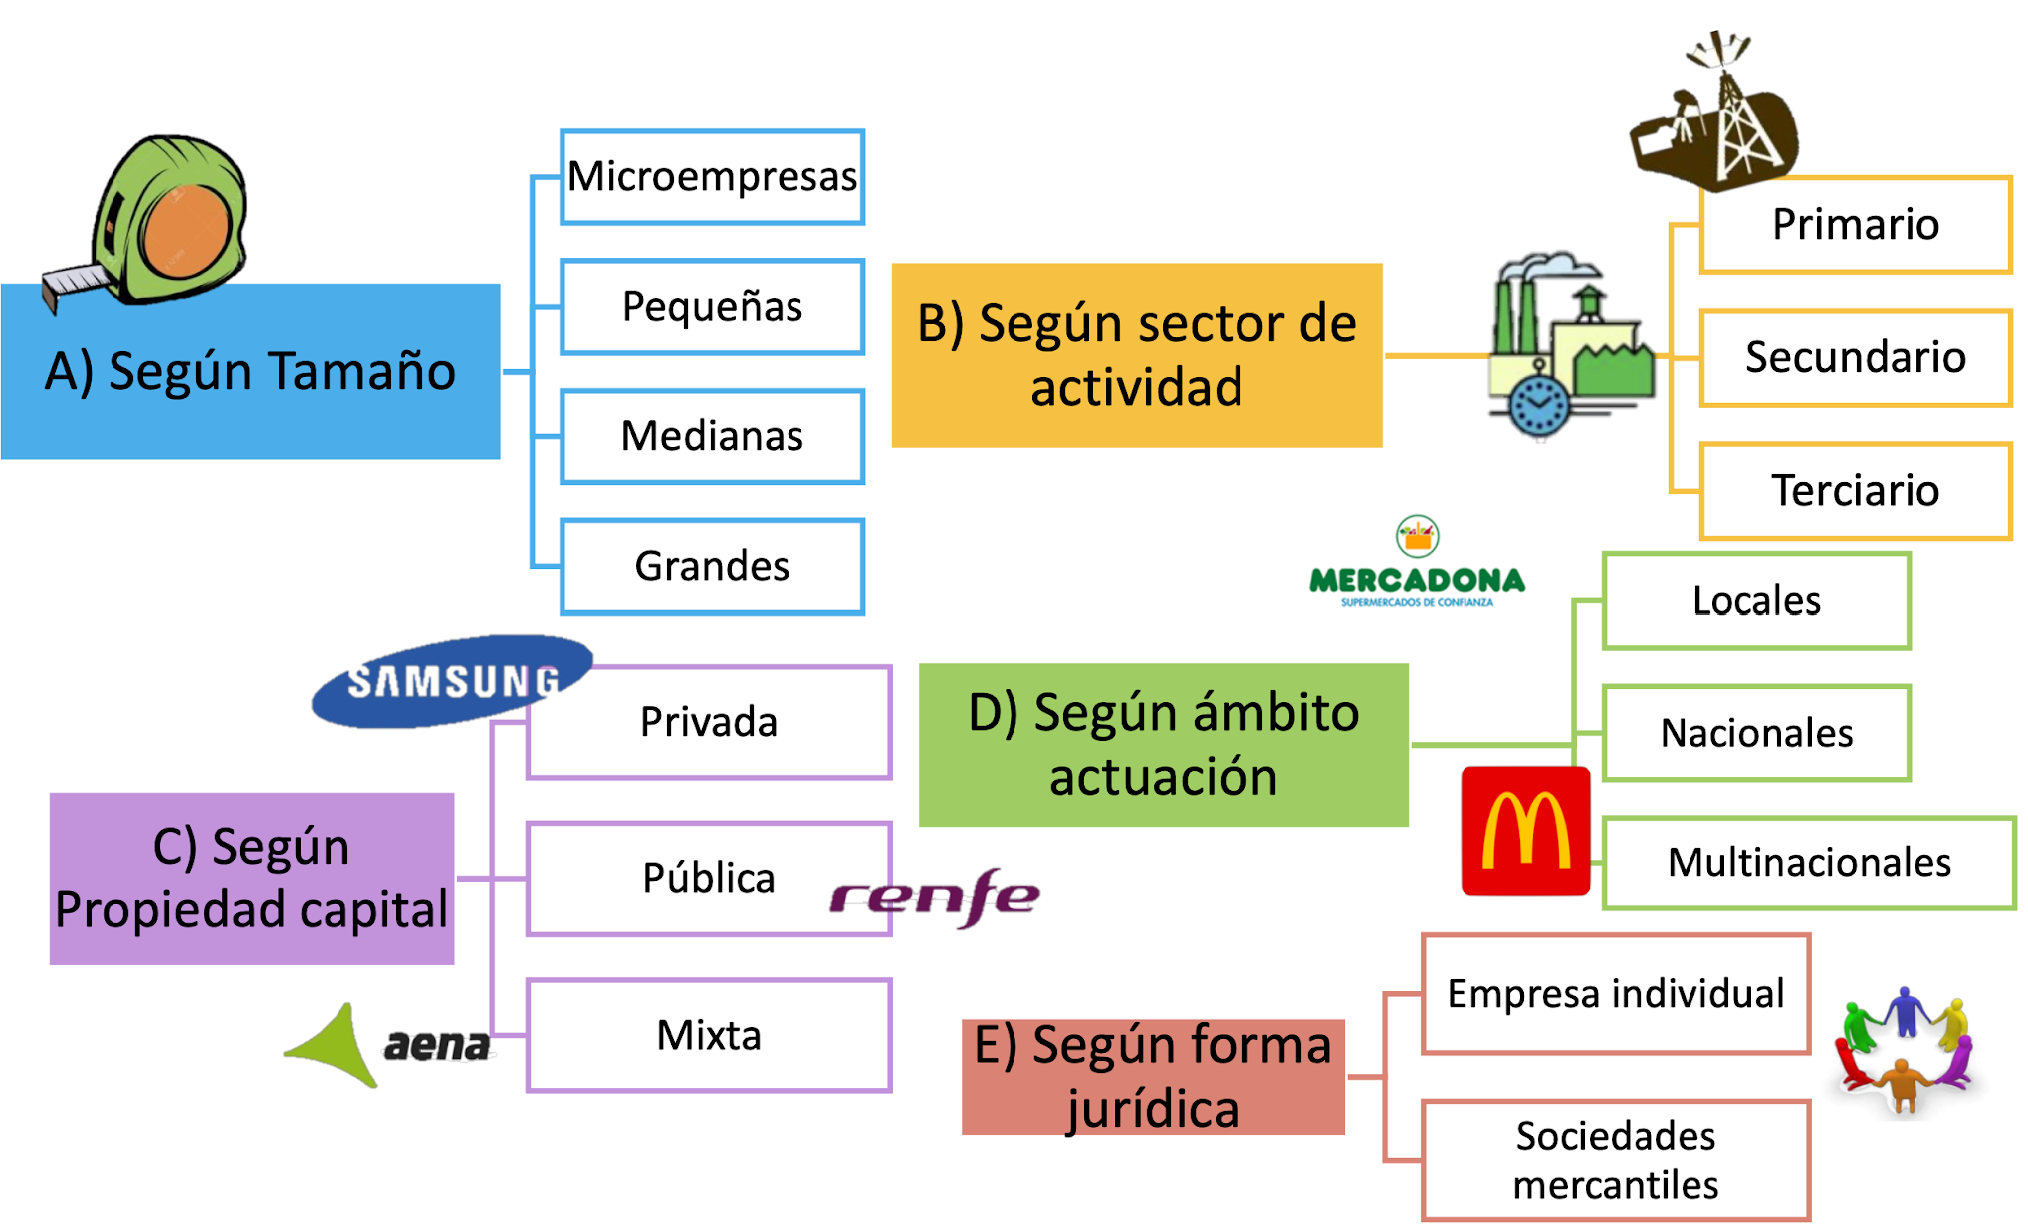 A) Según Tamaño
Microempresas
Pequeñas
Medianas
Grandes
B) Según sector de
actividad
Primario
Secundario
Terciario
SAMSUNG
C) Según
Propiedad capital
Privada
Pública
renfe
Mixta
aena
MERCADONA
SUPERMERCADOS DE CONFIANZA
D) Según ámbito
actuación
Locales
Nacionales
Multinacionales
E) Según forma
jurídica
Empresa individual
Sociedades
mercantiles